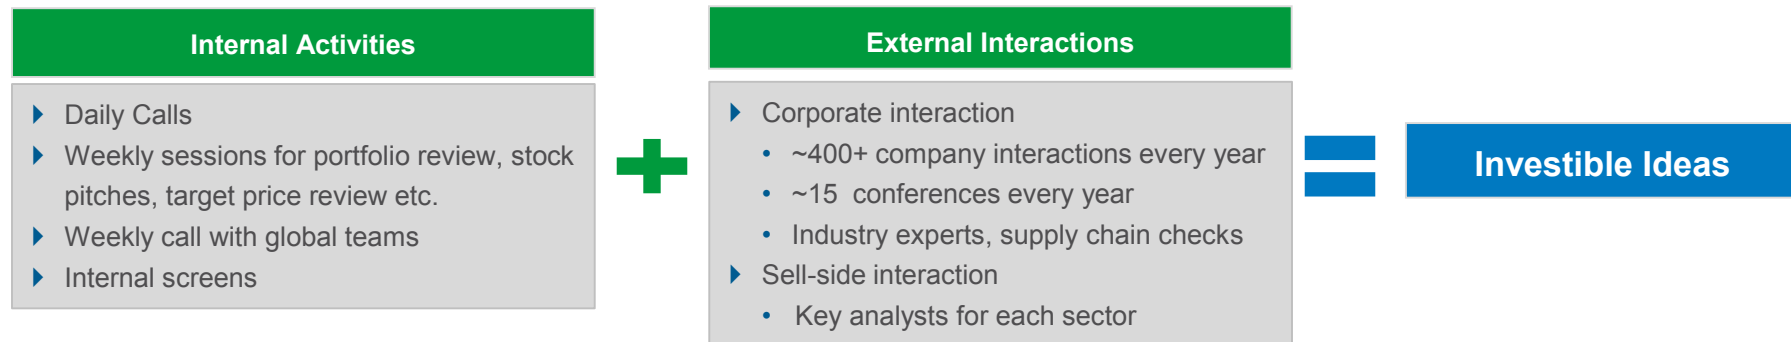 Internal Activities
Daily Calls
Weekly sessions for portfolio review, stock
pitches, target price review etc.
Weekly call with global teams
Internal screens
External Interactions
Corporate interaction
• ~400+ company interactions every year
• ~15 conferences every year
• Industry experts, supply chain checks
Sell-side interaction
• Key analysts for each sector
Investible Ideas